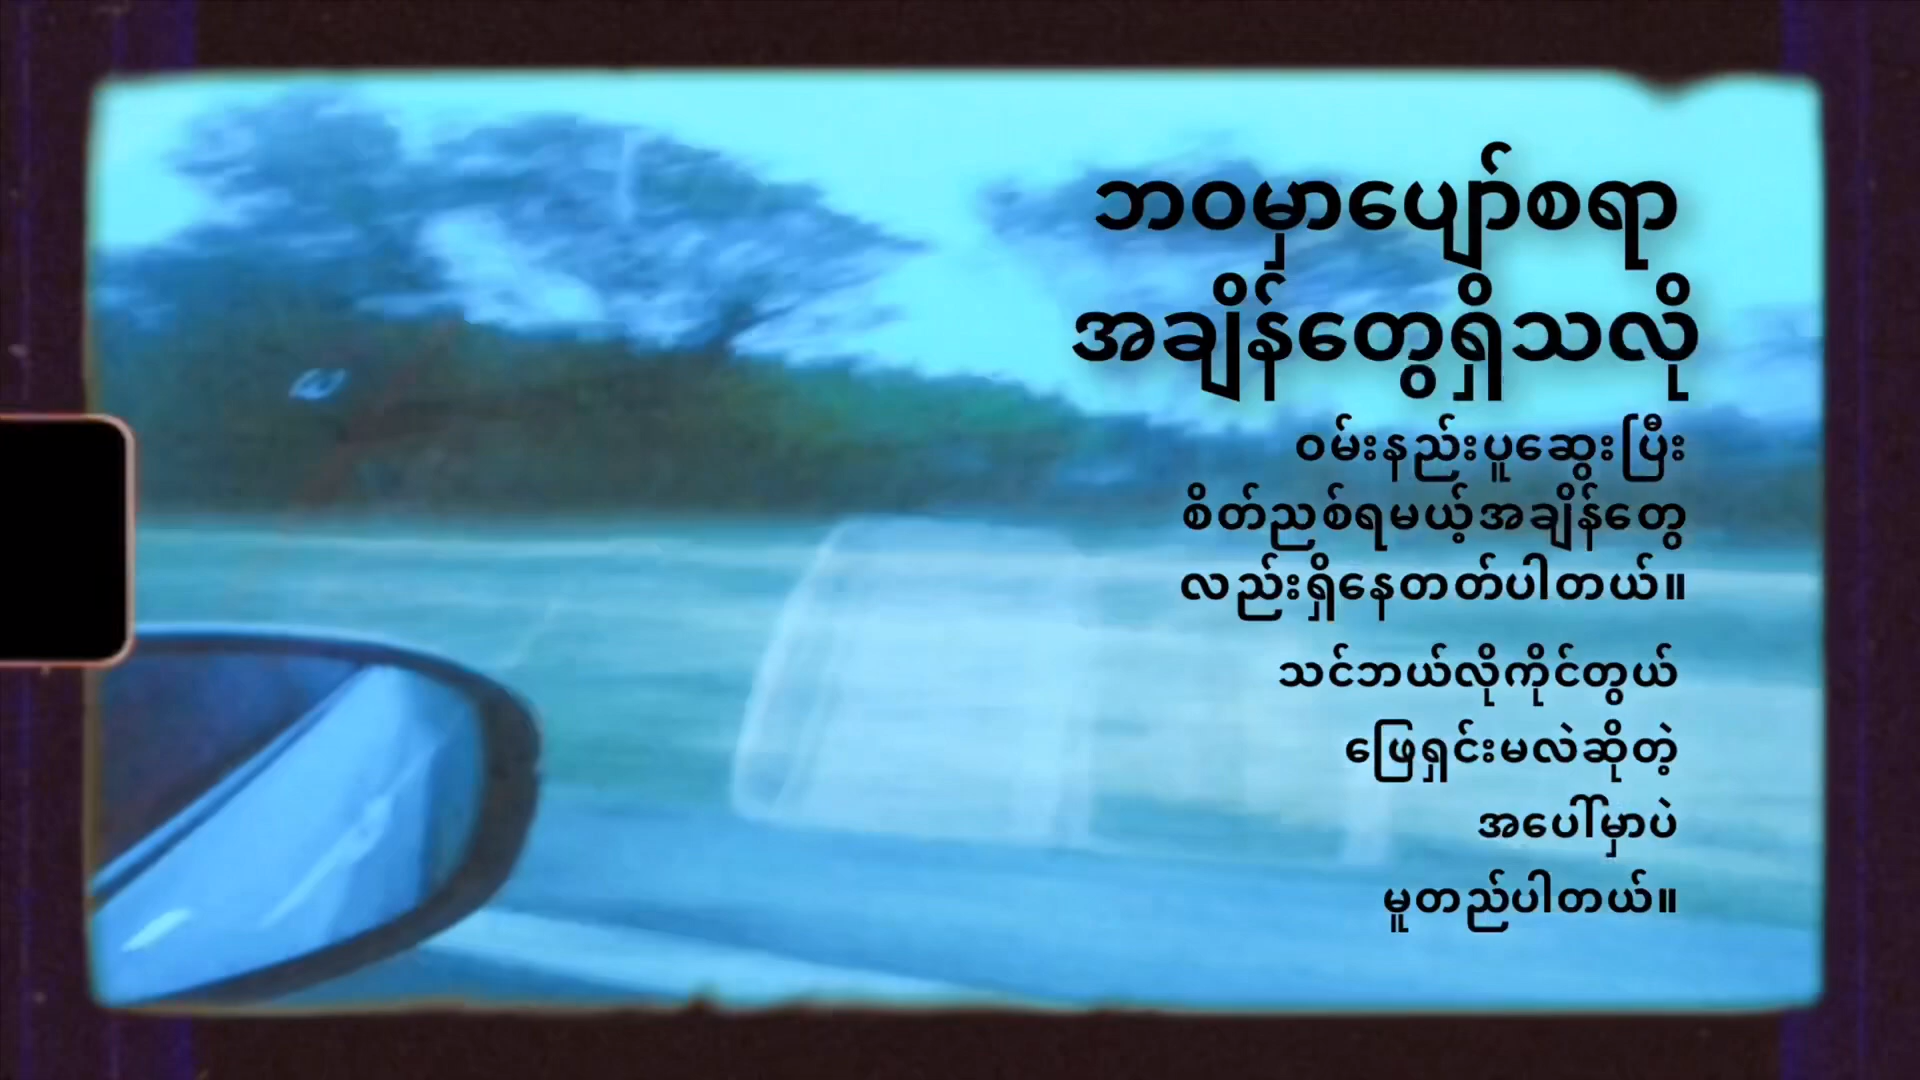 ဘဝမှာပျော်စရာ
အချိန်တွေရှိသလို
ဝမ်းနည်းပူဆွေးပြီး
စိတ်ညစ်ရမယ့်အချိန်တွေ
လည်းရှိနေတတ်ပါတယ်။
သင်ဘယ်လိုကိုင်တွယ်
ဖြေရှင်းမလဲဆိုတဲ့
အပေါ်မှာပဲ
မူတည်ပါတယ်။